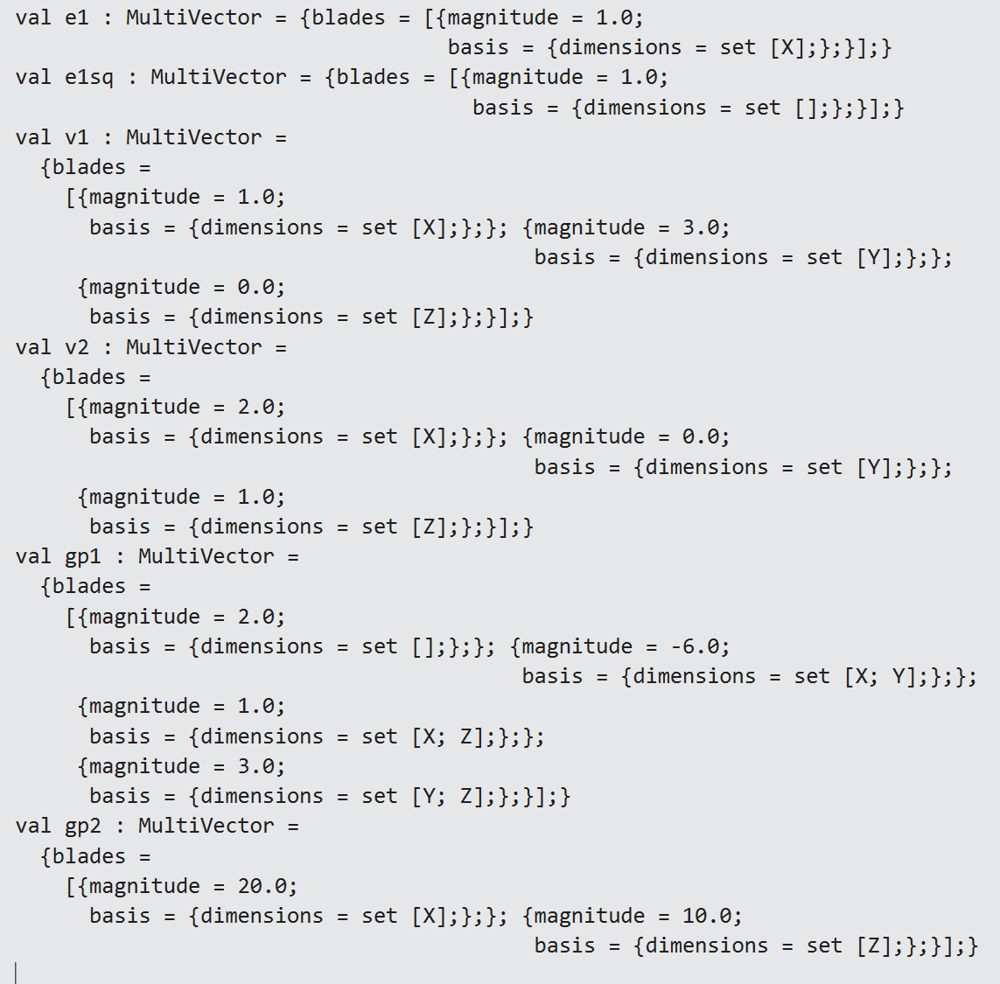 val e1 : MultiVector = {blades = [{magnitude = 1.0;
                                   basis = {dimensions = set [X];};}];}
val e1sq : MultiVector = {blades = [{magnitude = 1.0;
                                     basis = {dimensions = set [];};}];}
val v1 : MultiVector =
  {blades =
    [{magnitude = 1.0;
      basis = {dimensions = set [X];};}; {magnitude = 3.0;
                                          basis = {dimensions = set [Y];};};
     {magnitude = 0.0;
      basis = {dimensions = set [Z];};}];}
val v2 : MultiVector =
  {blades =
    [{magnitude = 2.0;
      basis = {dimensions = set [X];};}; {magnitude = 0.0;
                                          basis = {dimensions = set [Y];};};
     {magnitude = 1.0;
      basis = {dimensions = set [Z];};}];}
val gp1 : MultiVector =
  {blades =
    [{magnitude = 2.0;
      basis = {dimensions = set [];};}; {magnitude = -6.0;
                                         basis = {dimensions = set [X; Y];};};
     {magnitude = 1.0;
      basis = {dimensions = set [X; Z];};};
     {magnitude = 3.0;
      basis = {dimensions = set [Y; Z];};}];}
val gp2 : MultiVector =
  {blades =
    [{magnitude = 20.0;
      basis = {dimensions = set [X];};}; {magnitude = 10.0;
                                          basis = {dimensions = set [Z];};}];}